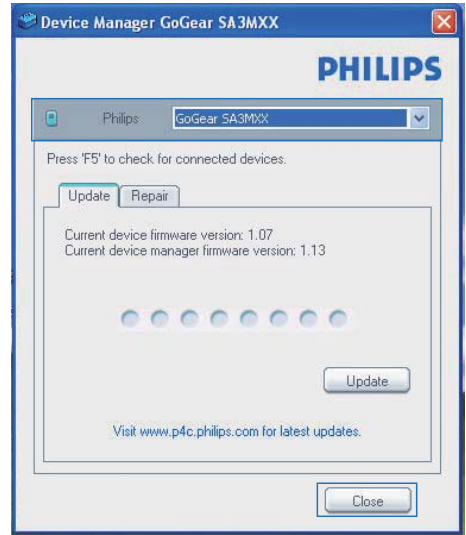 Device Manager GoGear SA3MXX
PHILIPS
Philips GoGear SA3MXX
Press 'F5' to check for connected devices.
Update Repair
Current device firmware version: 1.07
Current device manager firmware version: 1.13
Update
Visit www.p4c.philips.com for latest updates.
Close